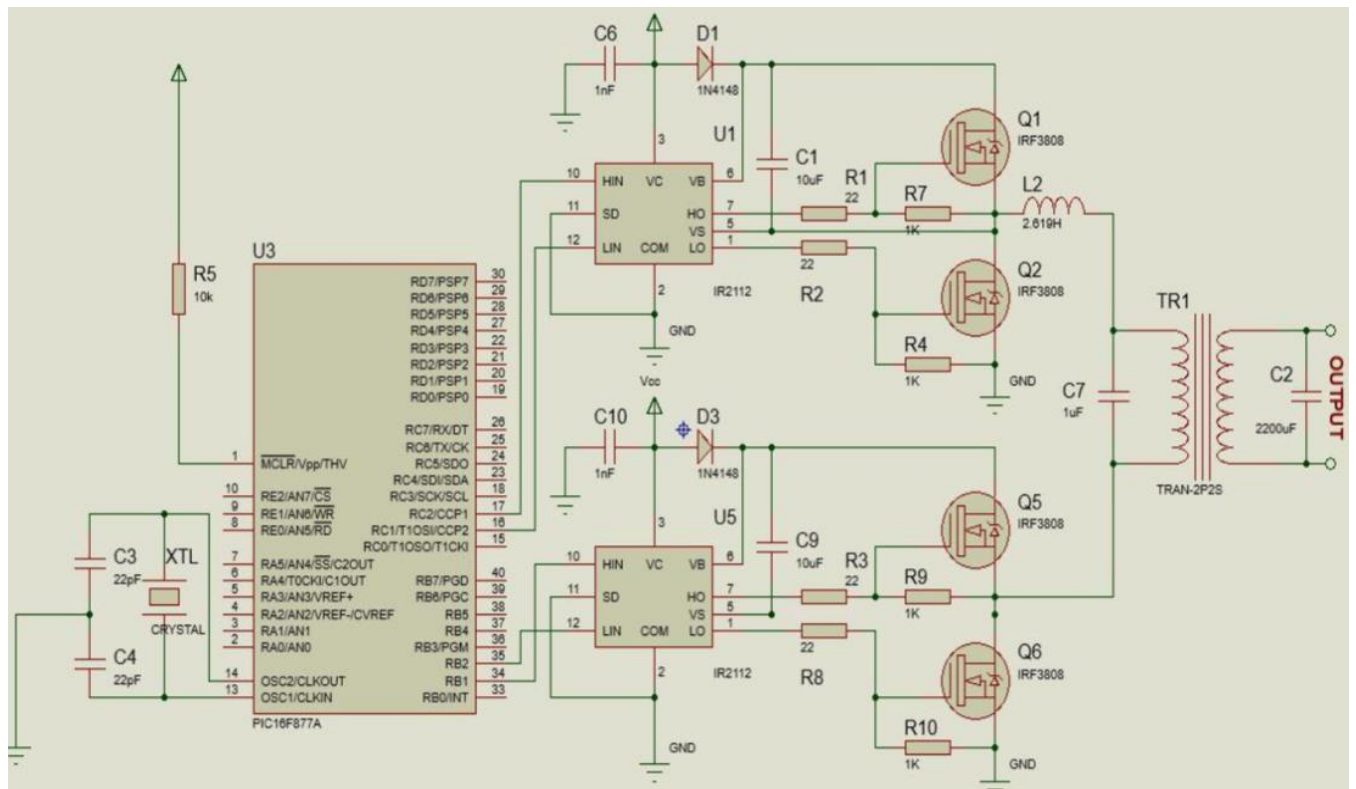 C6
1nF
D1
1N4148
U1
3
10
HIN
VC
VB
6
11
SD
HO
7
VS
5
12
LIN
COM
LO
1
2
IR2112
GND
C1
10uF
R1
22
R7
1K
22
R2
R4
1K
Q1
IRF3808
L2
2.619H
Q2
IRF3808
GND
TR1
TRAN-2P2S
C7
1uF
C2
2200uF
OUTPUT
R5
10k
U3
1
MCLR/Vpp/THV
10
RE2/AN7/CS
9
RE1/AN6/WR
8
RE0/AN5/RD
7
RA5/AN4/SS/C2OUT
6
RA4/T0CKI/C1OUT
5
RA3/AN3/VREF+
4
RA2/AN2/VREF-/CVREF
3
RA1/AN1
2
RA0/AN0
14
OSC2/CLKOUT
13
OSC1/CLKIN
PIC16F877A
RD7/PSP7
30
RD6/PSP6
29
RD5/PSP5
28
RD4/PSP4
27
RD3/PSP3
22
RD2/PSP2
21
RD1/PSP1
20
RD0/PSP0
19
RC7/RX/DT
26
RC6/TX/CK
25
RC5/SDO
24
RC4/SDI/SDA
23
RC3/SCK/SCL
18
RC2/CCP1
17
RC1/T1OSI/CCP2
16
RC0/T1OSO/T1CKI
15
RB7/PGD
40
RB6/PGC
39
RB5
38
RB4
37
RB3/PGM
36
RB2
35
RB1
34
RB0/INT
33
C3
22pF
XTL
CRYSTAL
C4
22pF
Vcc
C10
1nF
D3
1N4148
U5
3
10
HIN
VC
VB
6
11
SD
HO
7
VS
5
12
LIN
COM
LO
1
2
IR2112
GND
C9
10uF
R3
22
R9
1K
22
R8
R10
1K
Q5
IRF3808
Q6
IRF3808
GND